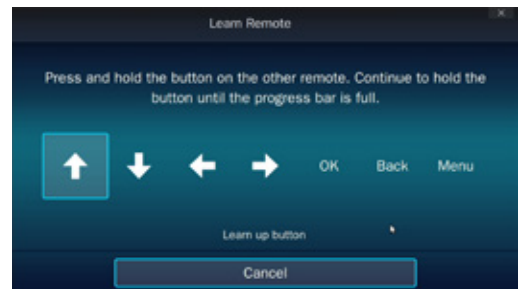 Learn Remote
Press and hold the button on the other remote. Continue to hold the
button until the progress bar is full.
OK Back Menu
Learn up button
Cancel